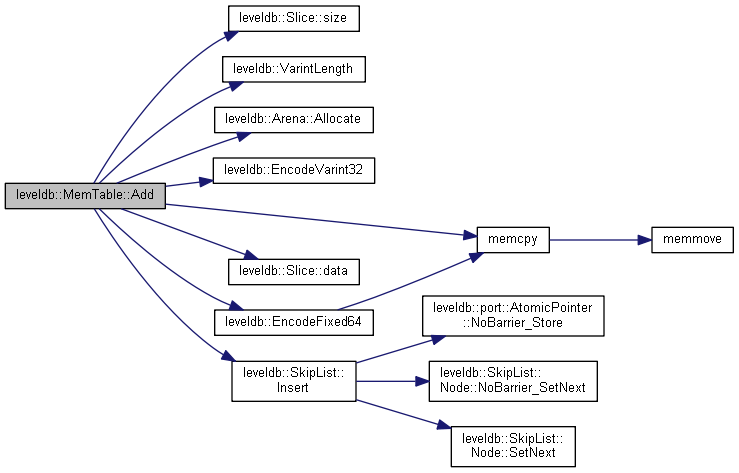 leveldb::Slice::size
leveldb::VarintLength
leveldb::Arena::Allocate
leveldb::EncodeVarint32
leveldb::MemTable::Add
memcpy
memmove
leveldb::Slice::data
leveldb::EncodeFixed64
leveldb::port::AtomicPointer
::NoBarrier_Store
leveldb::SkipList::
Insert
leveldb::SkipList::
Node::NoBarrier_SetNext
leveldb::SkipList::
Node::SetNext